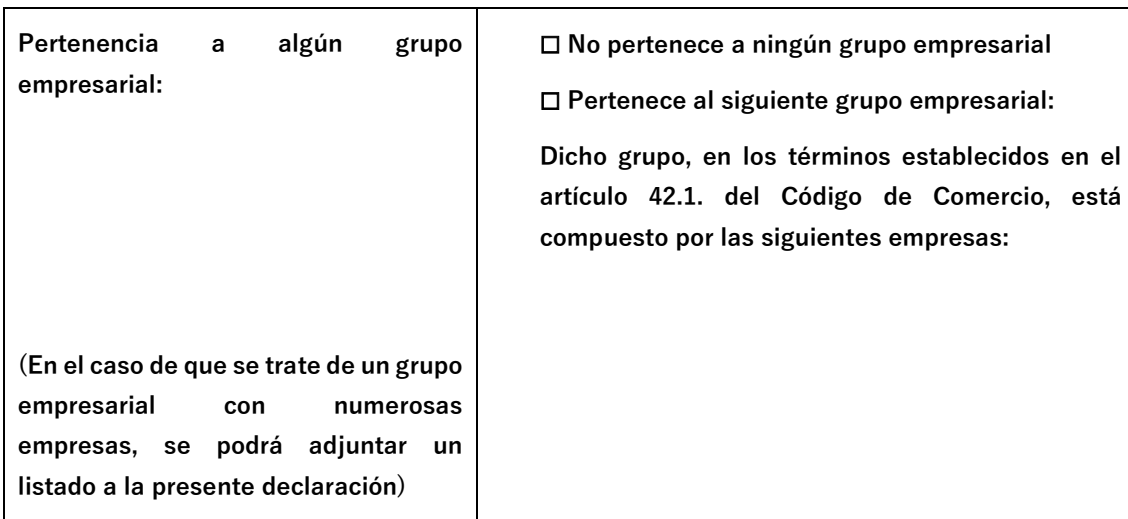 Pertenencia a algún grupo
empresarial:
(En el caso de que se trate de un grupo
empresarial con numerosas
empresas, se podrá adjuntar un
listado a la presente declaración)
☐ No pertenece a ningún grupo empresarial
☐ Pertenece al siguiente grupo empresarial:
Dicho grupo, en los términos establecidos en el
artículo 42.1. del Código de Comercio, está
compuesto por las siguientes empresas: